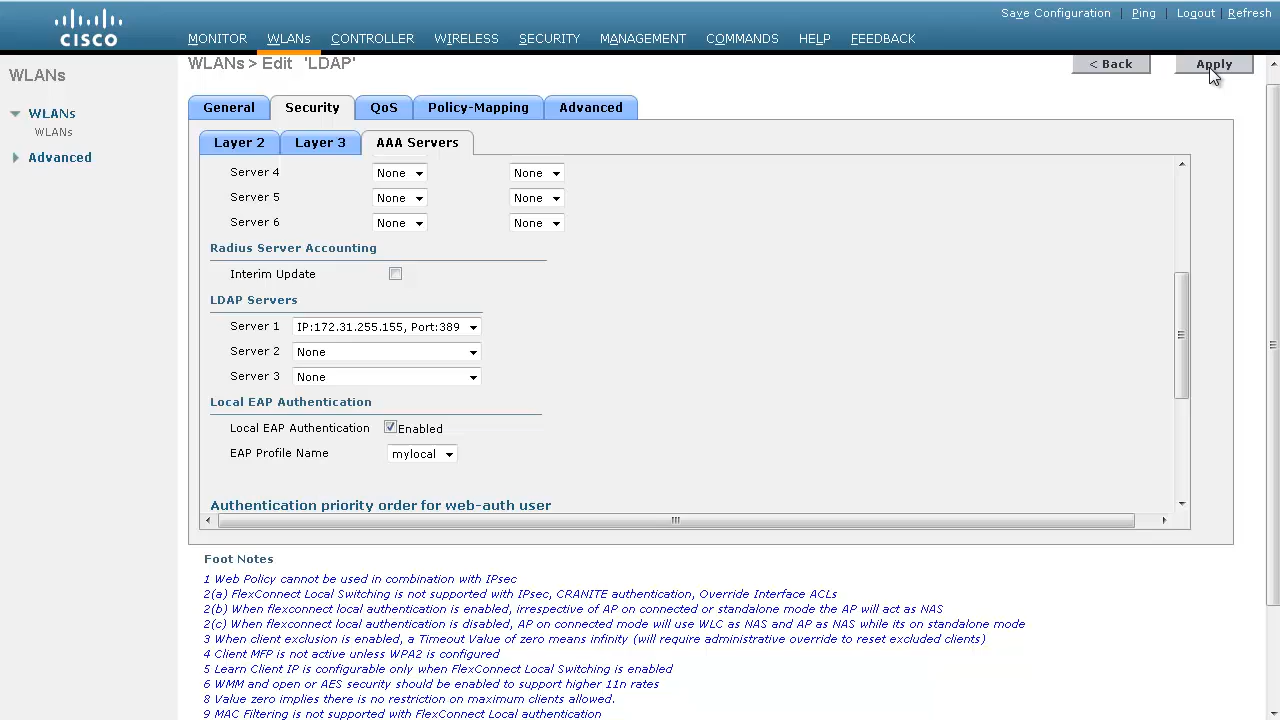 Save Configuration | Ping | Logout | Refresh
CISCO
MONITOR WLANs CONTROLLER WIRELESS SECURITY MANAGEMENT COMMANDS HELP FEEDBACK
WLANs
WLANs > Edit 'LDAP'
< Back
Apply
WLANs
WLANs
Advanced
General Security QoS Policy-Mapping Advanced
Layer 2 Layer 3 AAA Servers
Server 4 None None
Server 5 None None
Server 6 None None
Radius Server Accounting
Interim Update
LDAP Servers
Server 1 IP:172.31.255.155, Port:389
Server 2 None
Server 3 None
Local EAP Authentication
Local EAP Authentication Enabled
EAP Profile Name mylocal
Authentication priority order for web-auth user
Foot Notes
1 Web Policy cannot be used in combination with IPsec
2(a) FlexConnect Local Switching is not supported with IPsec, CRANITE authentication, Override Interface ACLs
2(b) When flexconnect local authentication is enabled, irrespective of AP on connected or standalone mode the AP will act as NAS
2(c) When flexconnect local authentication is disabled, AP on connected mode will use WLC as NAS and AP as NAS while its on standalone mode
3 When client exclusion is enabled, a Timeout Value of zero means infinity (will require administrative override to reset excluded clients)
4 Client MFP is not active unless WPA2 is configured
5 Learn Client IP is configurable only when FlexConnect Local Switching is enabled
6 WMM and open or AES security should be enabled to support higher 11n rates
8 Value zero implies there is no restriction on maximum clients allowed.
9 MAC Filtering is not supported with FlexConnect Local authentication